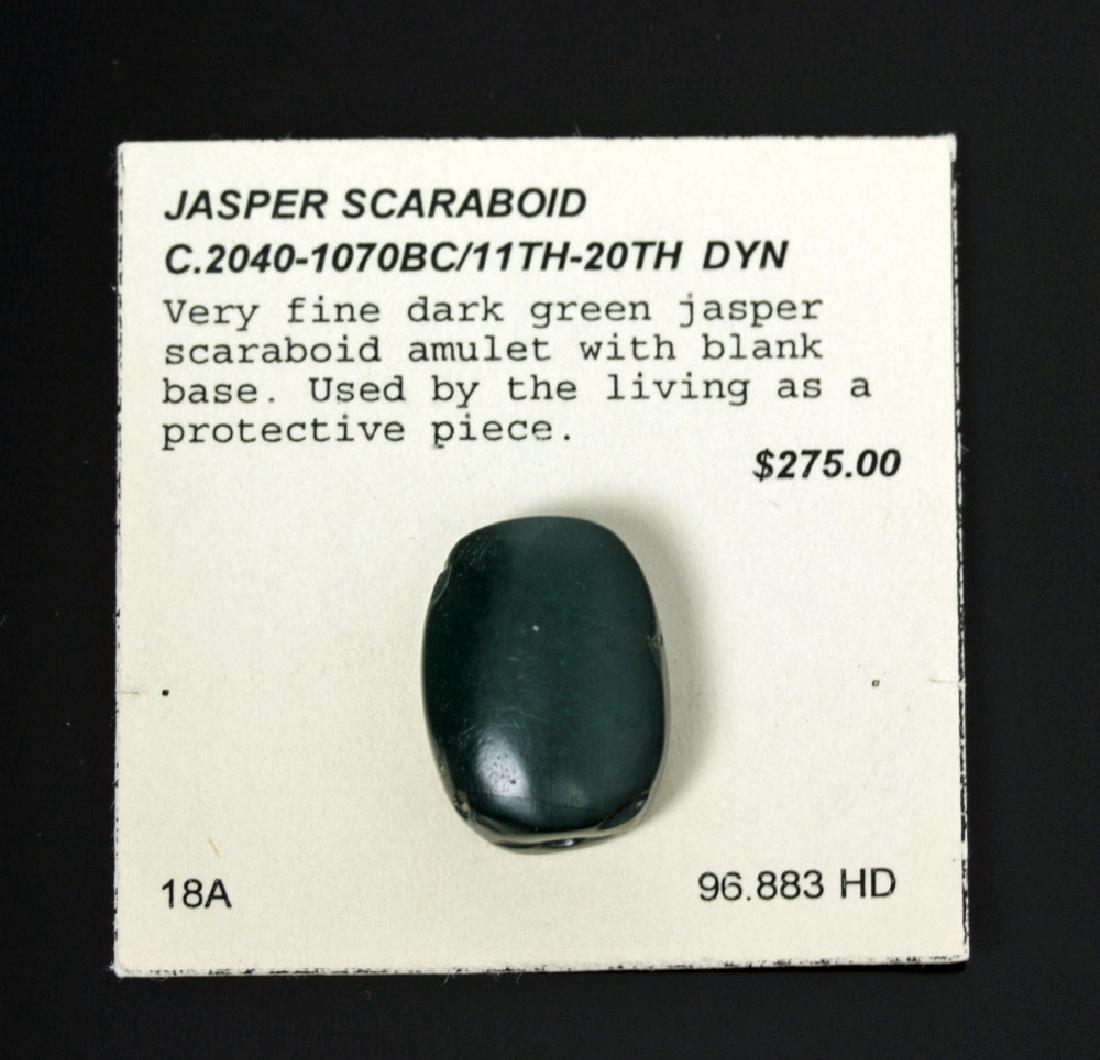 JASPER SCARABOID
C.2040-1070BC/11TH-20TH DYN
Very fine dark green jasper
scaraboid amulet with blank
base. Used by the living as a
protective piece.
$275.00
18A
96.883 HD